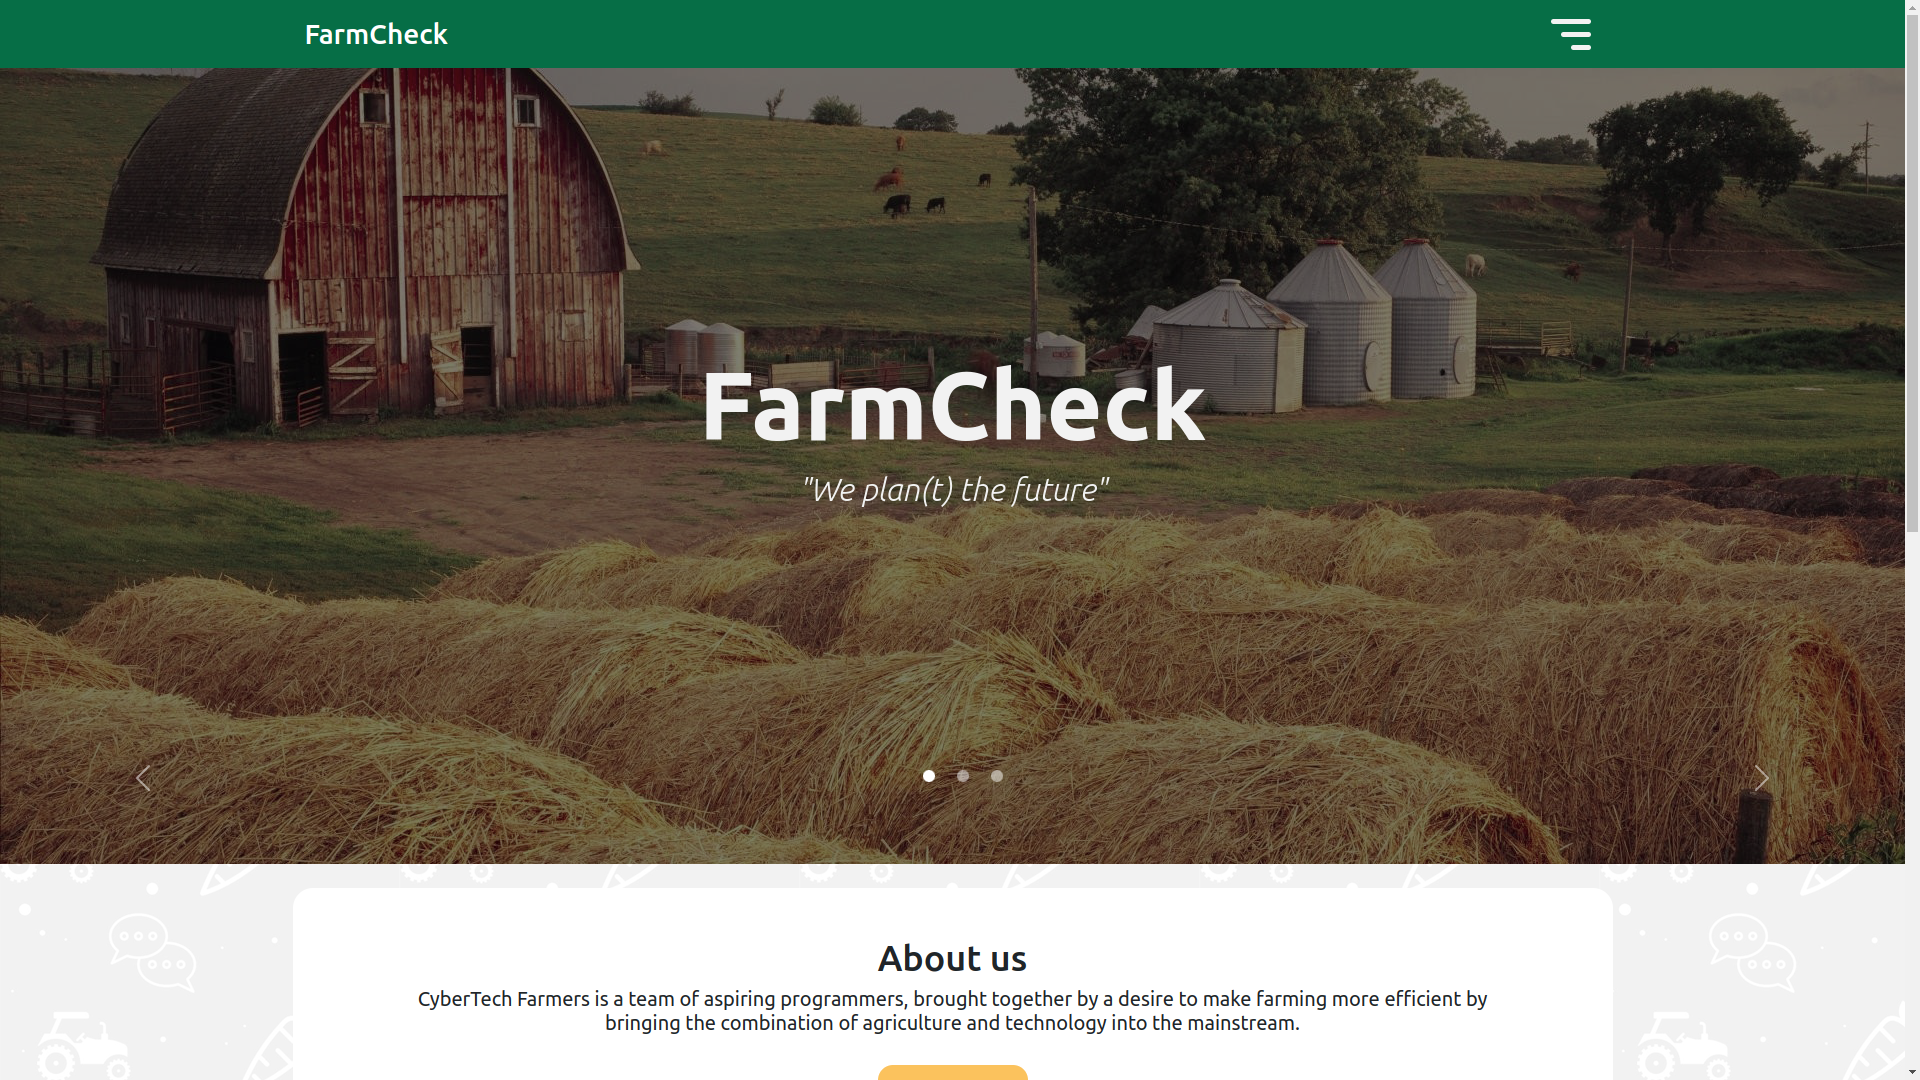 FarmCheck
FarmCheck
"We plan(t) the future"
About us
CyberTech Farmers is a team of aspiring programmers, brought together by a desire to make farming more efficient by
bringing the combination of agriculture and technology into the mainstream.